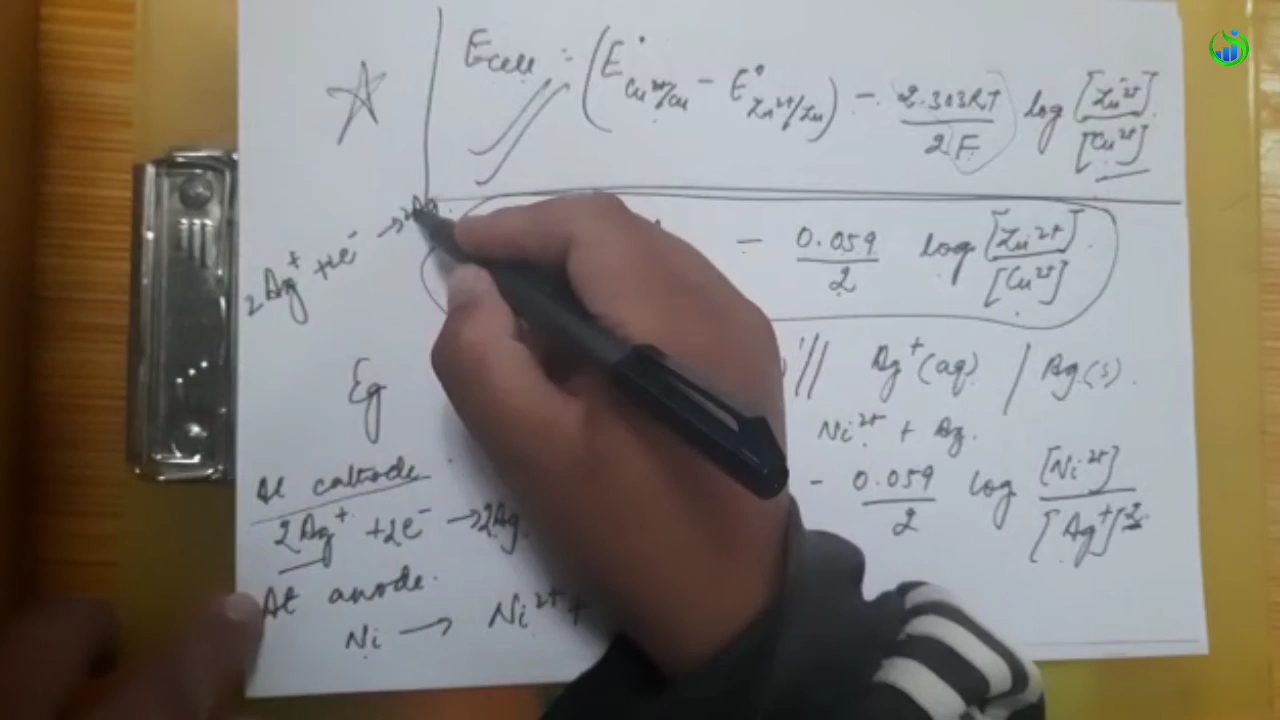 Ecell = (E°Cu²⁺/Cu - E°Zn²⁺/Zn) - 2.303RT/2F log [Zn²⁺]/[Cu²⁺]
- 0.059/2 log [Zn²⁺]/[Cu²⁺]
2Ag⁺ + e⁻ → 2Ag
Eg
// Ag⁺(aq) / Ag(s).
Ni²⁺ + Ag.
- 0.059/2 log [Ni²⁺]/[Ag⁺]²
At cathode.
2Ag⁺ + 2e⁻ → 2Ag.
At anode.
Ni → Ni²⁺ +